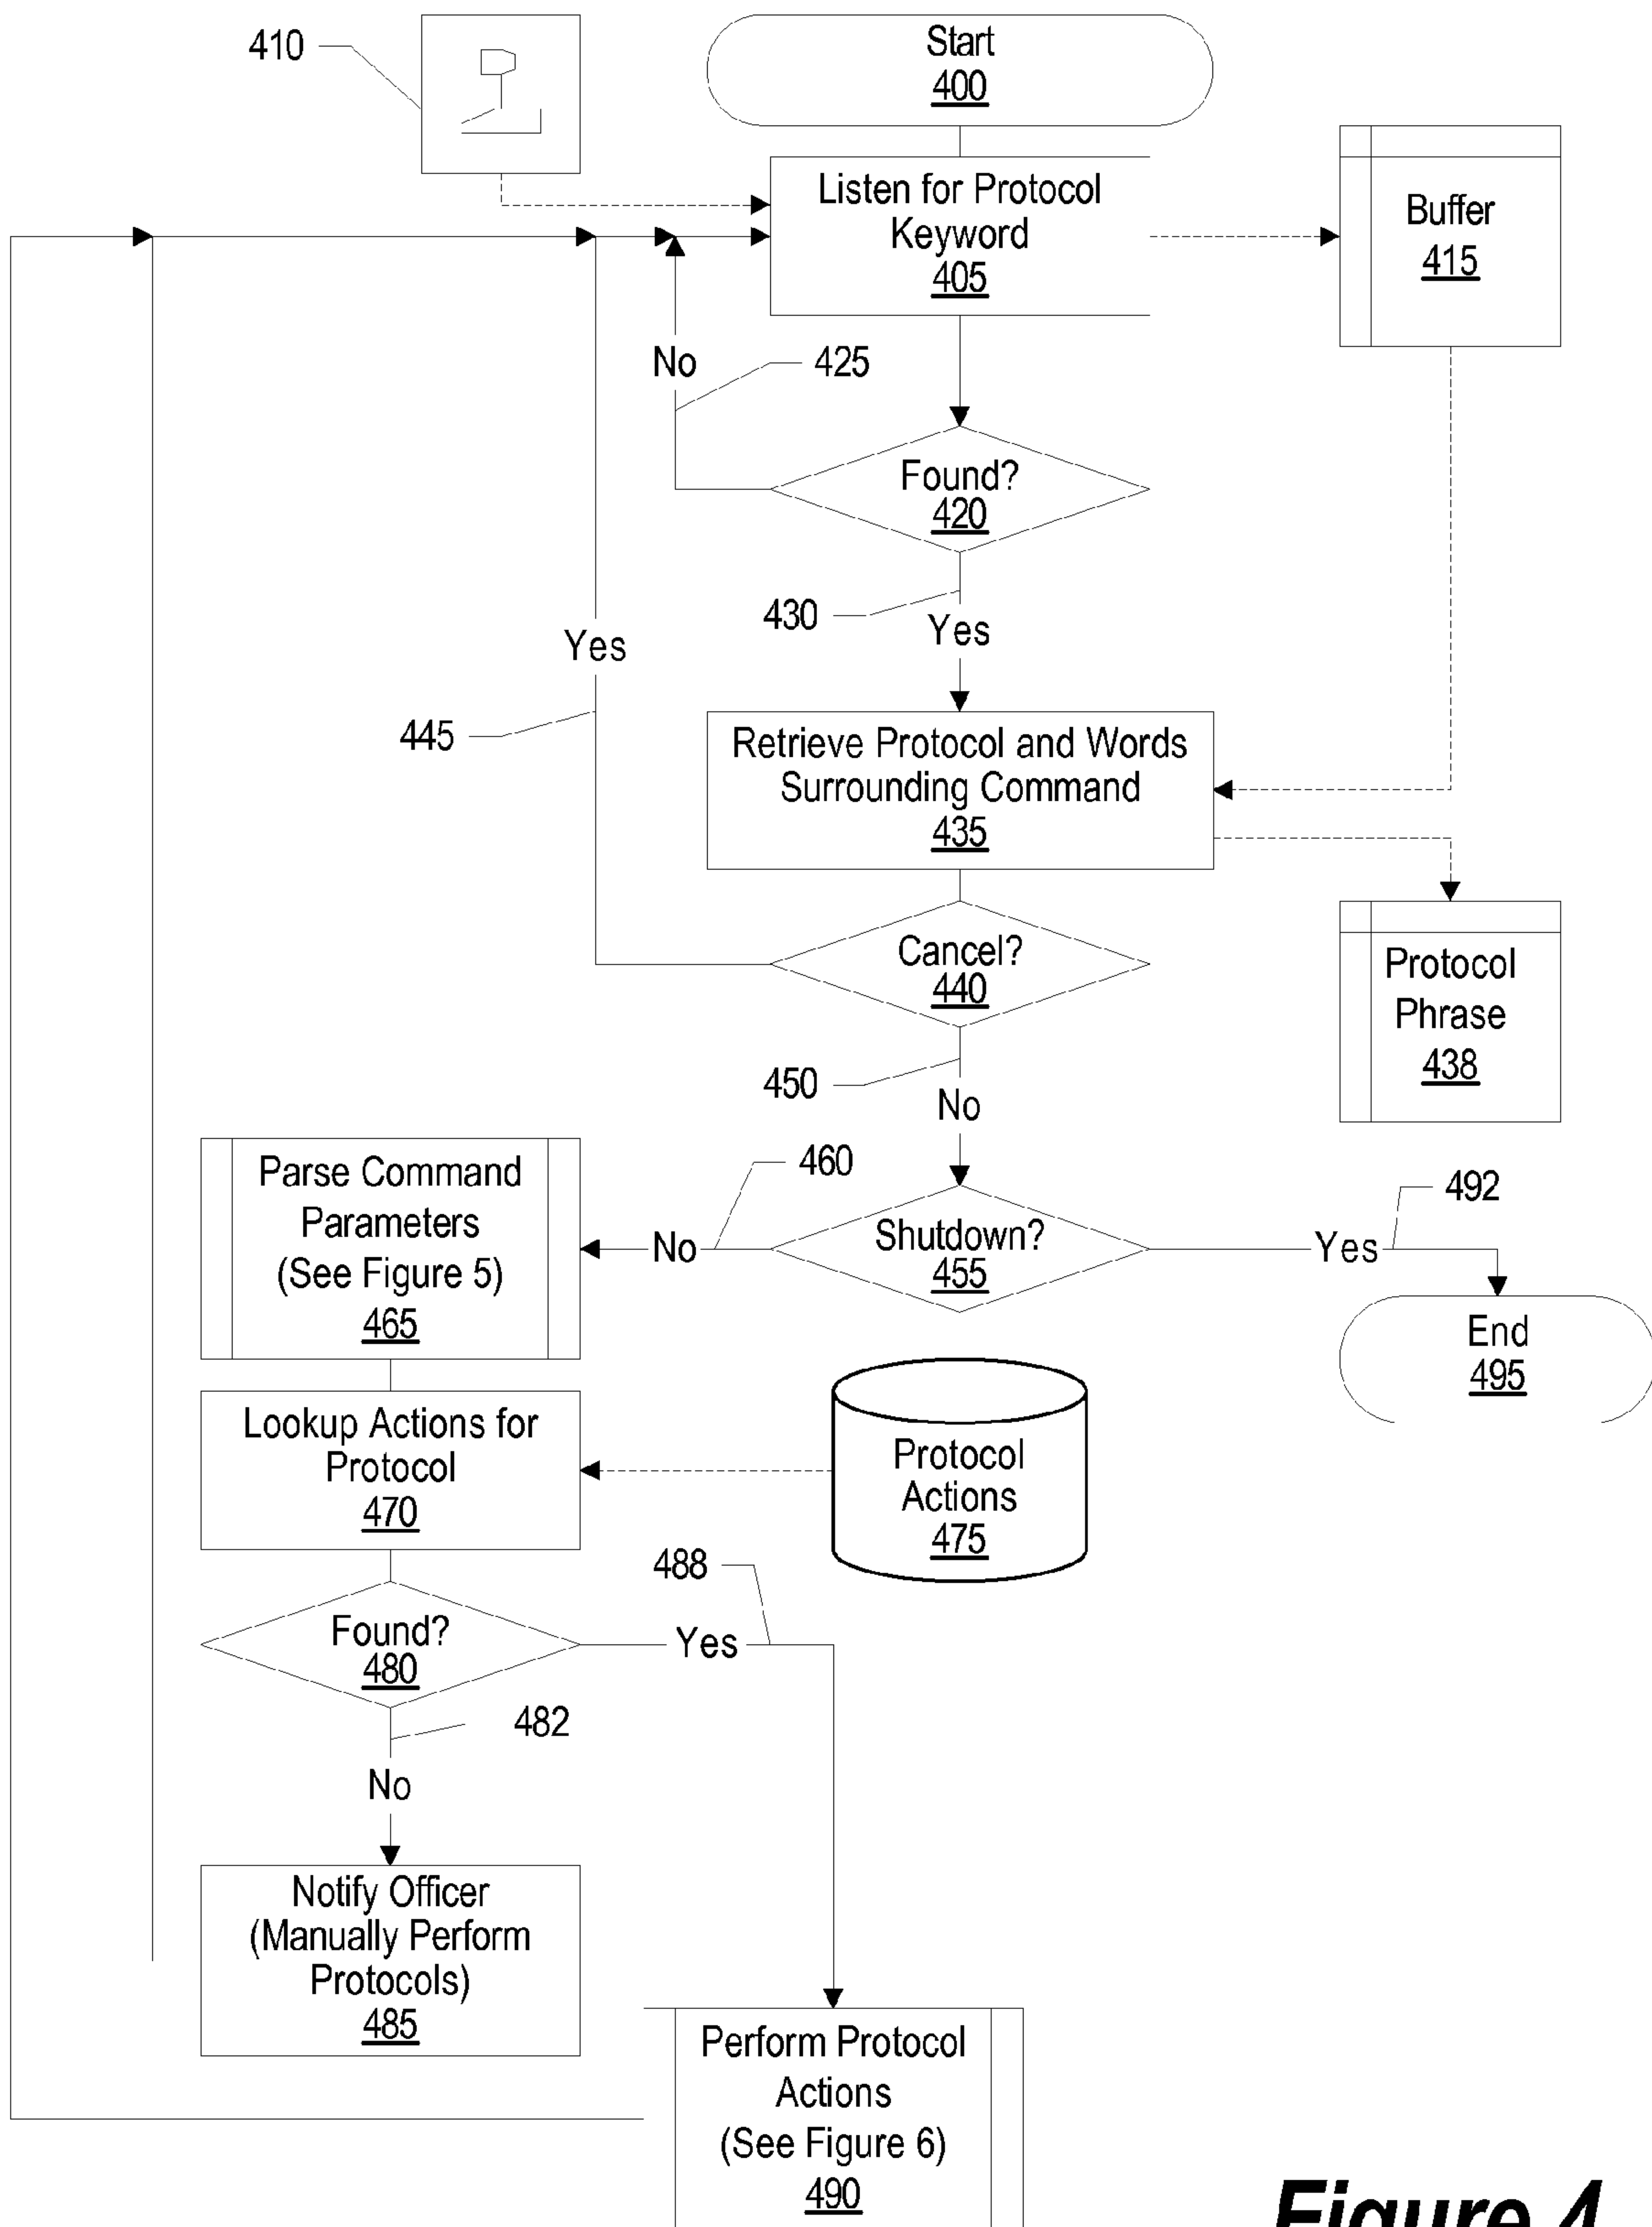 410
Start
400
Listen for Protocol
Keyword
405
Buffer
415
No
425
Found?
420
430
Yes
Yes
445
Retrieve Protocol and Words
Surrounding Command
435
Cancel?
440
Protocol
Phrase
438
450
No
Parse Command
Parameters
(See Figure 5)
465
460
No
Shutdown?
455
492
Yes
End
495
Lookup Actions for
Protocol
470
Protocol
Actions
475
488
Found?
480
Yes
482
No
Notify Officer
(Manually Perform
Protocols)
485
Perform Protocol
Actions
(See Figure 6)
490
Figure 4